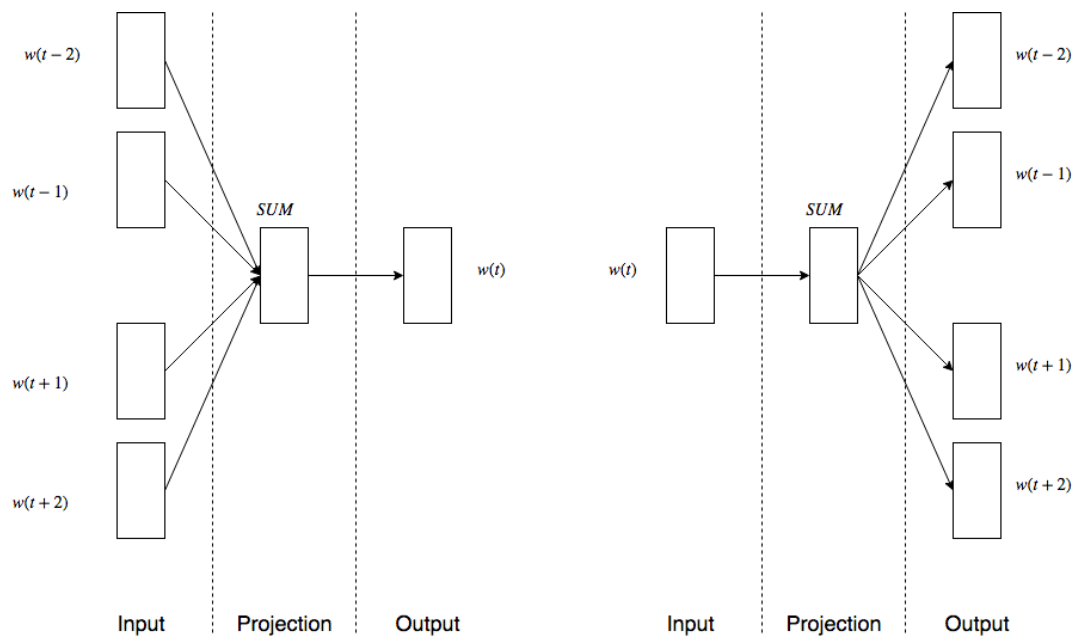 w(t − 2)
w(t − 1)
SUM
w(t)
w(t + 1)
w(t + 2)
Input
Projection
Output
w(t − 2)
w(t − 1)
SUM
w(t)
w(t + 1)
w(t + 2)
Input
Projection
Output